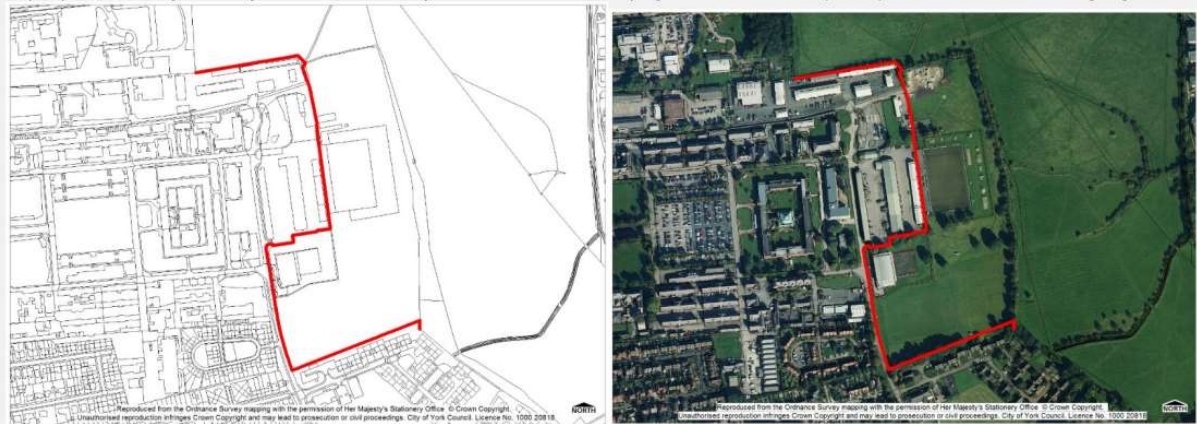 Reproduced from the Ordnance Survey mapping with the permission of Her Majesty's Stationery Office © Crown Copyright.
Unauthorised reproduction infringes Crown Copyright and may lead to prosecution or civil proceedings. City of York Council. Licence No. 1000 20818
NORTH
Reproduced from the Ordnance Survey mapping with the permission of Her Majesty's Stationery Office © Crown Copyright.
Unauthorised reproduction infringes Crown Copyright and may lead to prosecution or civil proceedings. City of York Council. Licence No. 1000 20818
NORTH